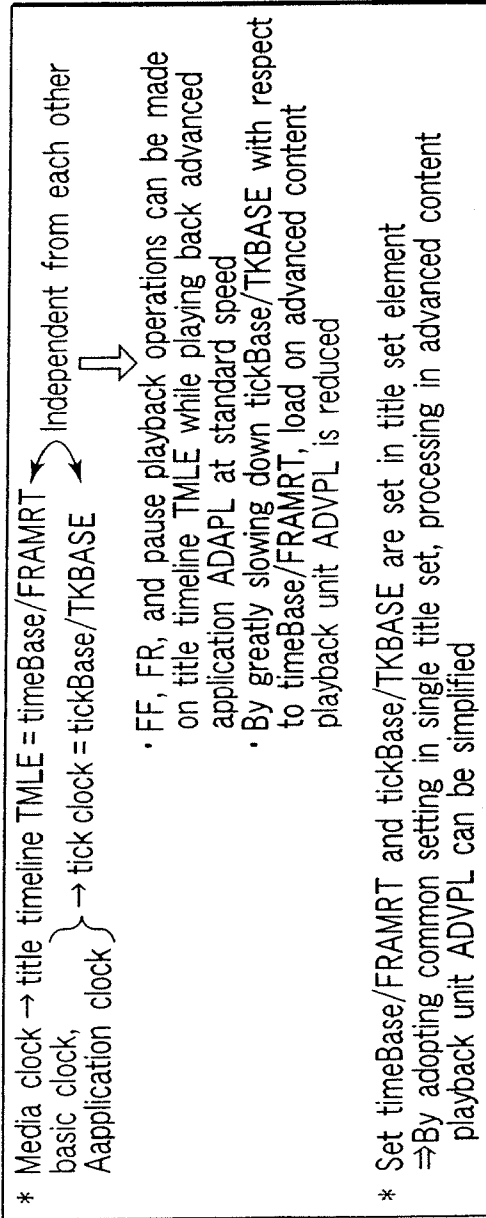 * Media clock → title timeline TMLE = timeBase/FRAMRT
basic clock,
Aapplication clock } → tick clock = tickBase/TKBASE
Independent from each other
· FF, FR, and pause playback operations can be made
on title timeline TMLE while playing back advanced
application ADAPL at standard speed
· By greatly slowing down tickBase/TKBASE with respect
to timeBase/FRAMRT, load on advanced content
playback unit ADVPL is reduced
* Set timeBase/FRAMRT and tickBase/TKBASE are set in title set element
⇒By adopting common setting in single title set, processing in advanced content
playback unit ADVPL can be simplified